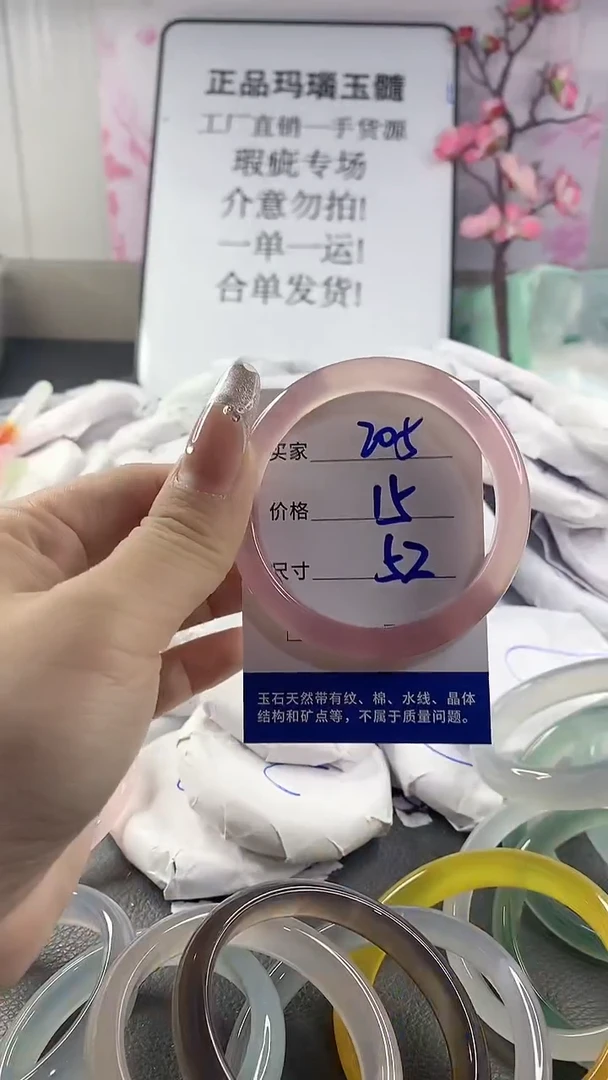 正品玛瑙玉髓
工厂直销一手货源
瑕疵专场
介意勿拍!
一单一运!
合单发货!
买家 205
价格 15
尺寸 52
玉石天然带有纹、棉、水线、晶体
结构和矿点等，不属于质量问题。